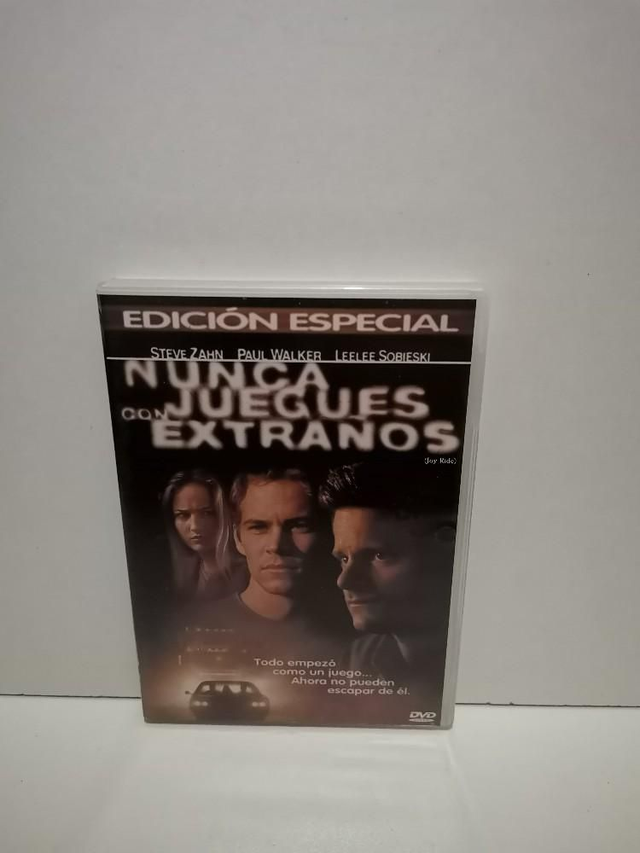 EDICIÓN ESPECIAL
STEVE ZAHN PAUL WALKER LEELEE SOBIESKI
NUNCA
CON JUEGUES
EXTRAÑOS
(Joy Ride)
Todo empezó
como un juego...
Ahora no pueden
escapar de él.
DVD